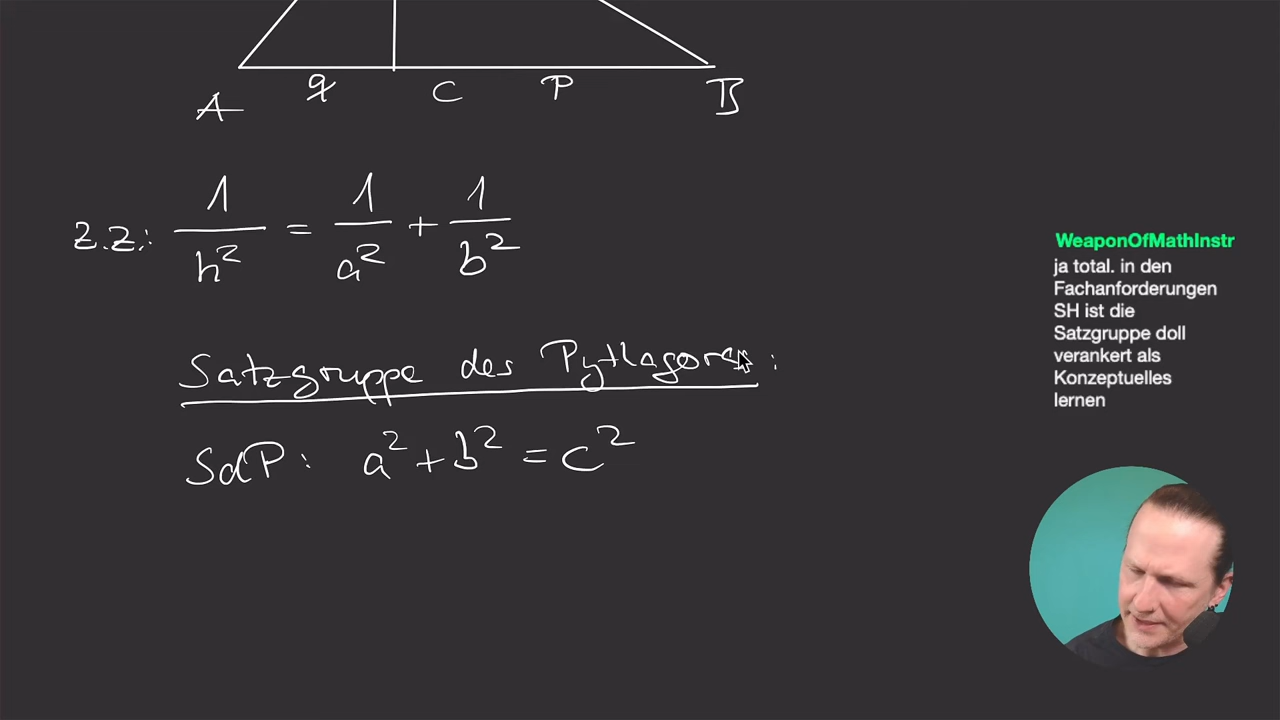 A q C P B
z.z.: 1/h² = 1/a² + 1/b²
Satzgruppe des Pythagoras:
SdP: a² + b² = c²
WeaponOfMathInstr
ja total. in den
Fachanforderungen
SH ist die
Satzgruppe doll
verankert als
Konzeptuelles
lernen